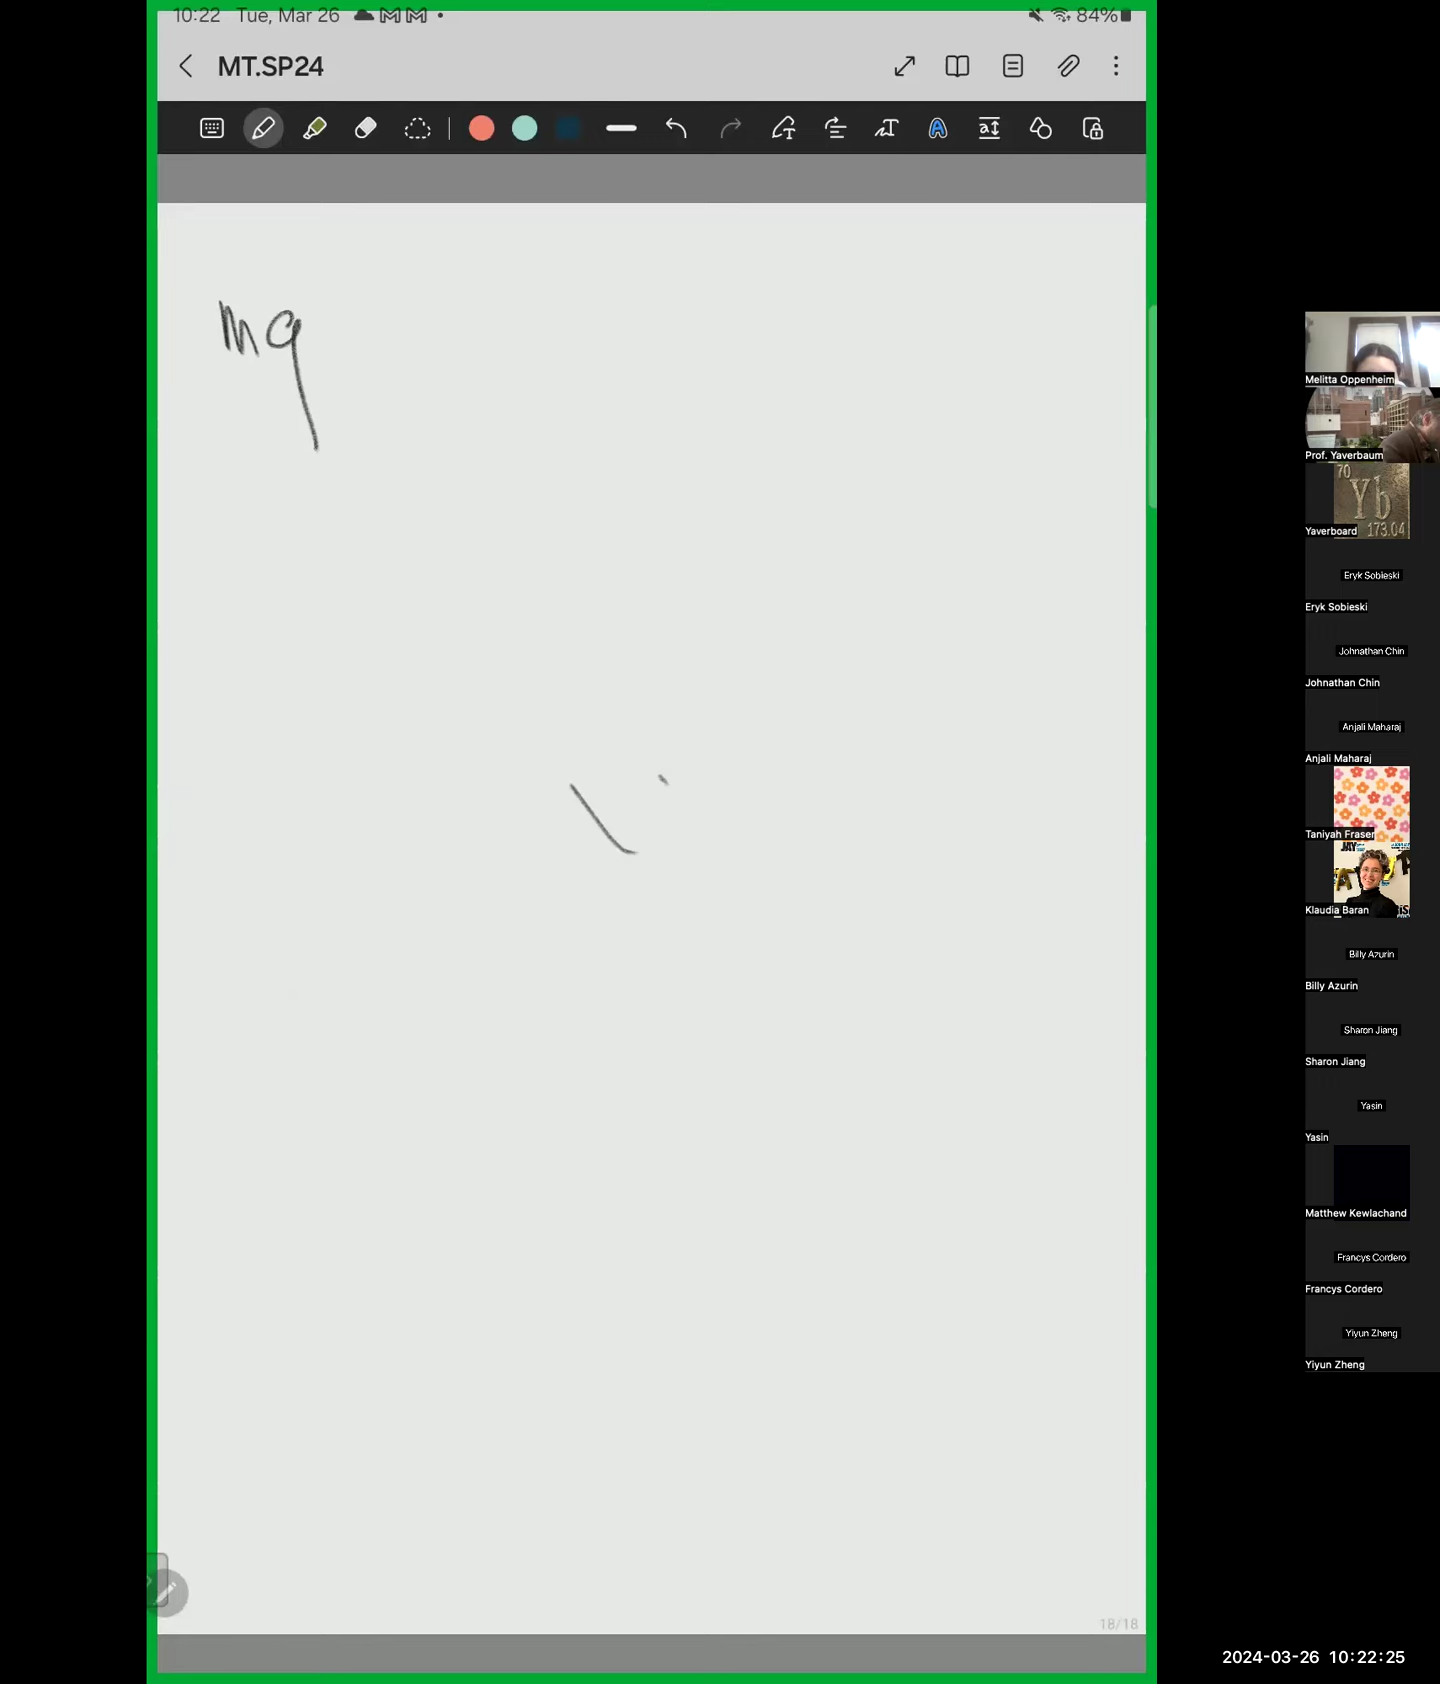 10:22 Tue, Mar 26 84%
MT.SP24
mg
18/18
Melitta Oppenheim
Prof. Yaverbaum
70
Yb
173.04
Yaverboard
Eryk Sobieski
Eryk Sobieski
Johnathan Chin
Johnathan Chin
Anjali Maharaj
Anjali Maharaj
Taniyah Fraser
JAY
Klaudia Baran
Billy Azurin
Billy Azurin
Sharon Jiang
Sharon Jiang
Yasin
Yasin
Matthew Kewlachand
Francys Cordero
Francys Cordero
Yiyun Zheng
Yiyun Zheng
2024-03-26 10:22:25